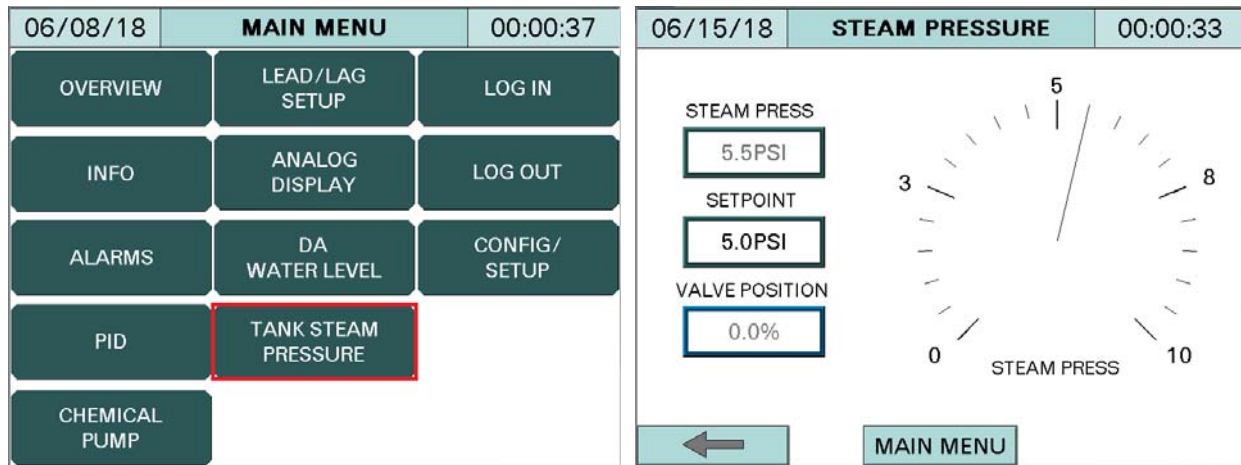 06/08/18 MAIN MENU 00:00:37
OVERVIEW
LEAD/LAG
SETUP
LOG IN
INFO
ANALOG
DISPLAY
LOG OUT
ALARMS
DA
WATER LEVEL
CONFIG/
SETUP
PID
TANK STEAM
PRESSURE
CHEMICAL
PUMP
06/15/18 STEAM PRESSURE 00:00:33
STEAM PRESS
5.5PSI
SETPOINT
5.0PSI
VALVE POSITION
0.0%
5
3
8
0
10
STEAM PRESS
MAIN MENU